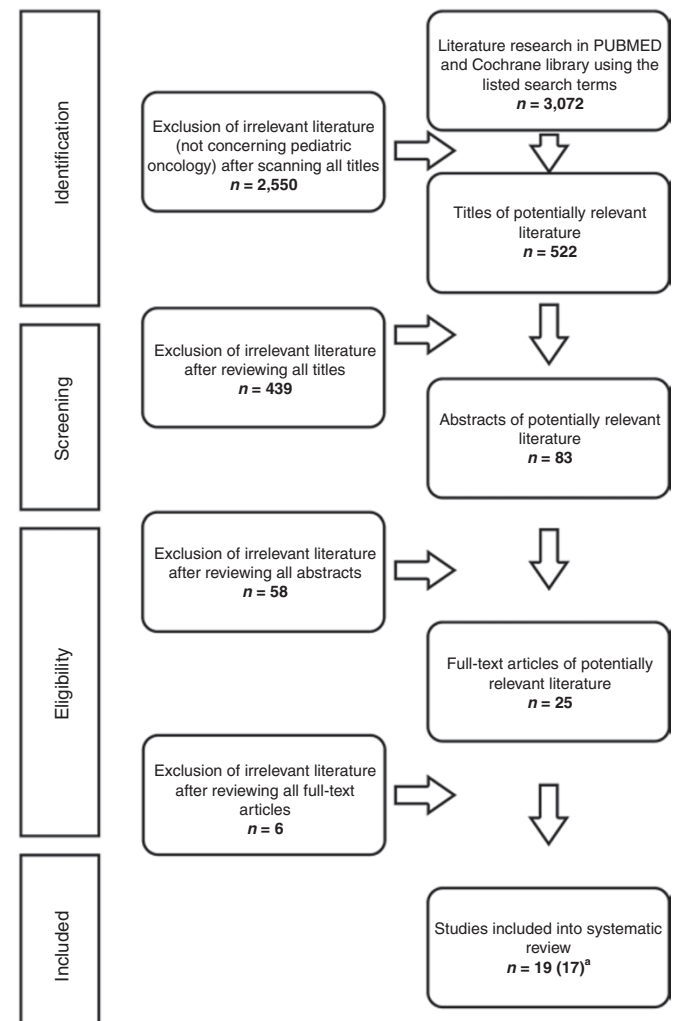 Identification
Literature research in PUBMED
and Cochrane library using the
listed search terms
n = 3,072
Exclusion of irrelevant literature
(not concerning pediatric
oncology) after scanning all titles
n = 2,550
Titles of potentially relevant
literature
n = 522
Screening
Exclusion of irrelevant literature
after reviewing all titles
n = 439
Abstracts of potentially relevant
literature
n = 83
Eligibility
Exclusion of irrelevant literature
after reviewing all abstracts
n = 58
Full-text articles of potentially
relevant literature
n = 25
Exclusion of irrelevant literature
after reviewing all full-text
articles
n = 6
Included
Studies included into systematic
review
n = 19 (17)a